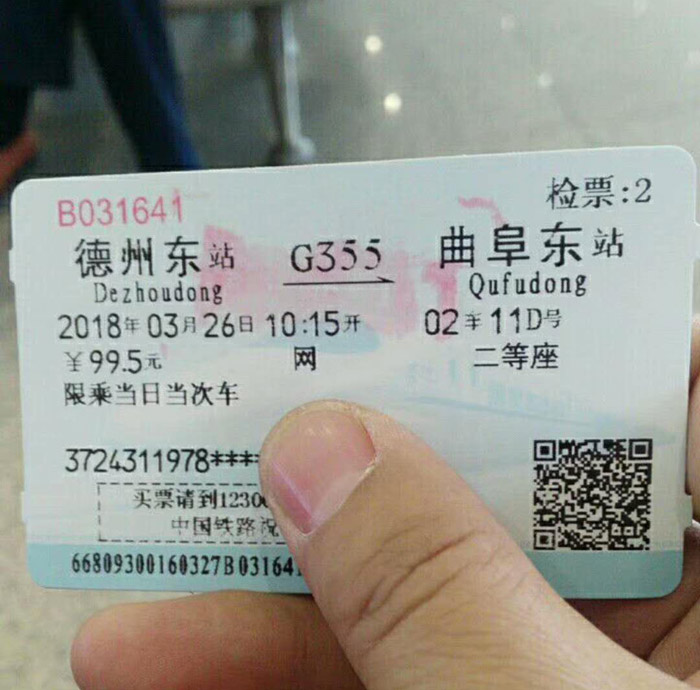 B031641
检票:2
德州东站 G355 曲阜东站
Dezhoudong Qufudong
2018年03月26日10:15开 02车11D号
￥99.5元 网 二等座
限乘当日当次车
3724311978****
买票请到1230
中国铁路祝
66809300160327B031641